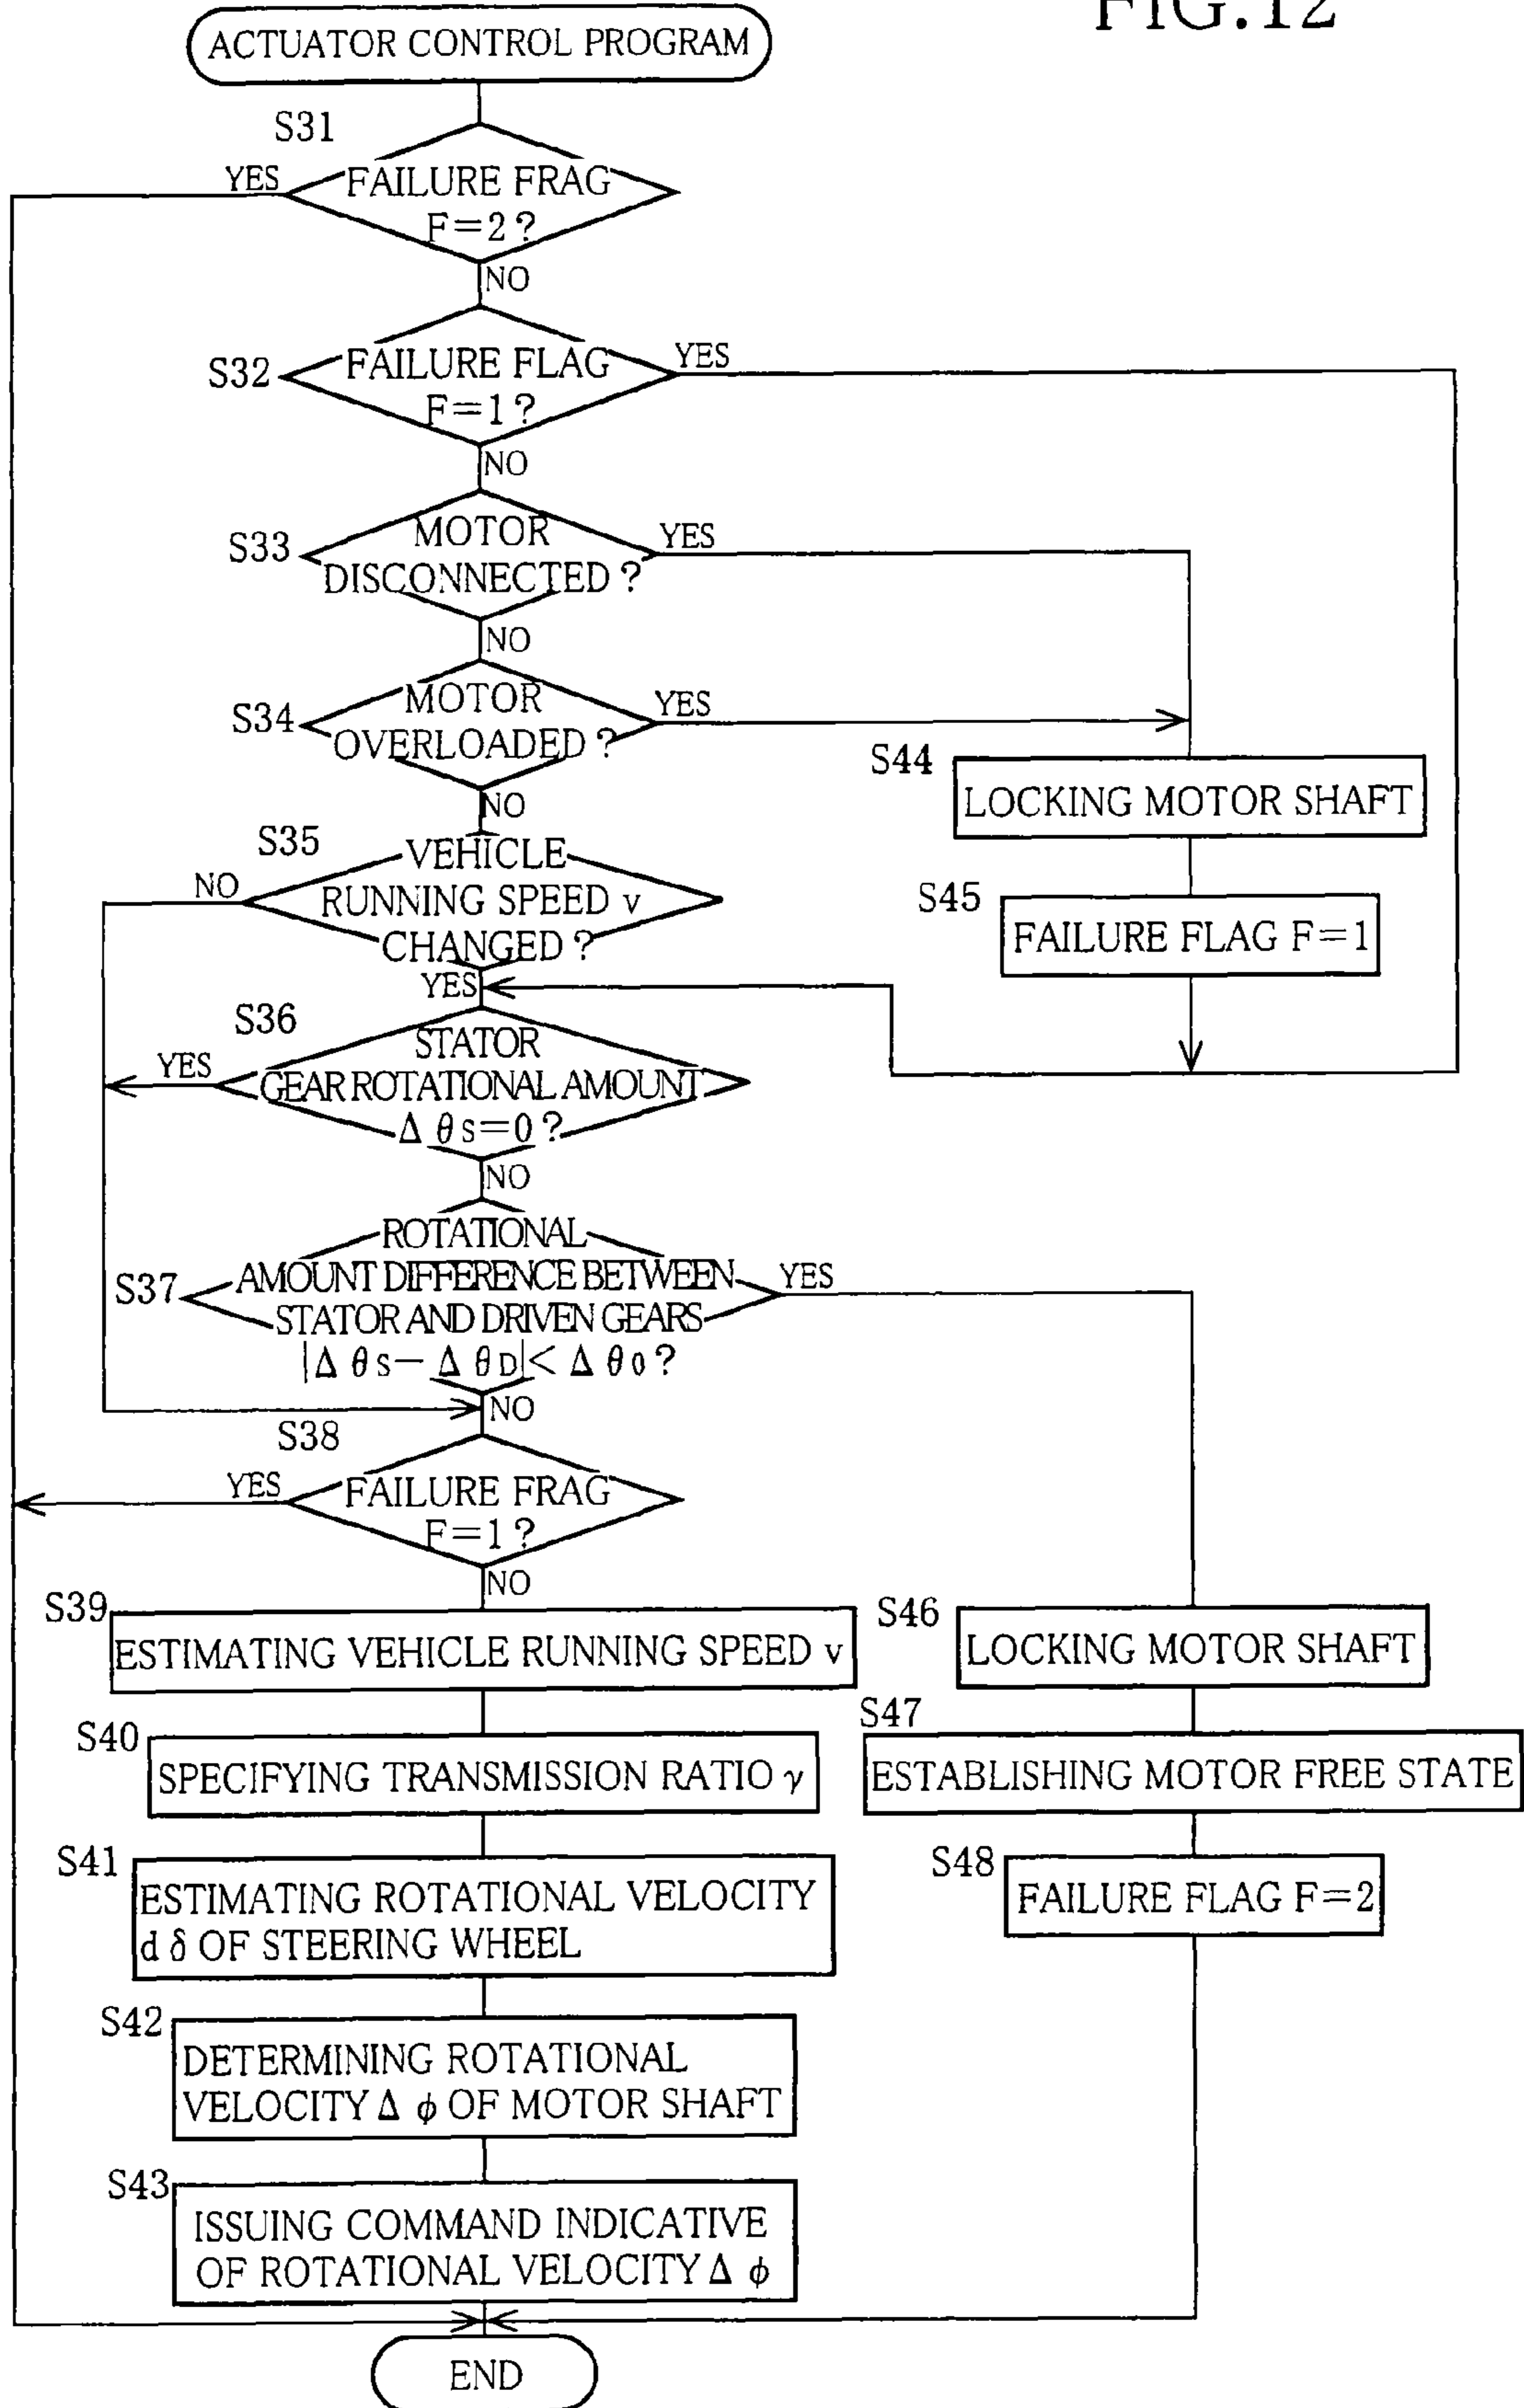 FIG.12
ACTUATOR CONTROL PROGRAM
S31
YES
FAILURE FRAG
F=2?
NO
S32
FAILURE FLAG
F=1?
YES
NO
S33
MOTOR
DISCONNECTED?
YES
NO
S34
MOTOR
OVERLOADED?
YES
NO
S44
LOCKING MOTOR SHAFT
S45
FAILURE FLAG F=1
S35
NO
VEHICLE
RUNNING SPEED v
CHANGED?
YES
S36
YES
STATOR
GEAR ROTATIONAL AMOUNT
Δ θS=0?
NO
S37
ROTATIONAL
AMOUNT DIFFERENCE BETWEEN
STATOR AND DRIVEN GEARS
|Δ θS− Δ θD|< Δ θ0?
YES
NO
S38
YES
FAILURE FRAG
F=1?
NO
S39
ESTIMATING VEHICLE RUNNING SPEED v
S40
SPECIFYING TRANSMISSION RATIO γ
S41
ESTIMATING ROTATIONAL VELOCITY
d δ OF STEERING WHEEL
S42
DETERMINING ROTATIONAL
VELOCITY Δ φ OF MOTOR SHAFT
S43
ISSUING COMMAND INDICATIVE
OF ROTATIONAL VELOCITY Δ φ
S46
LOCKING MOTOR SHAFT
S47
ESTABLISHING MOTOR FREE STATE
S48
FAILURE FLAG F=2
END